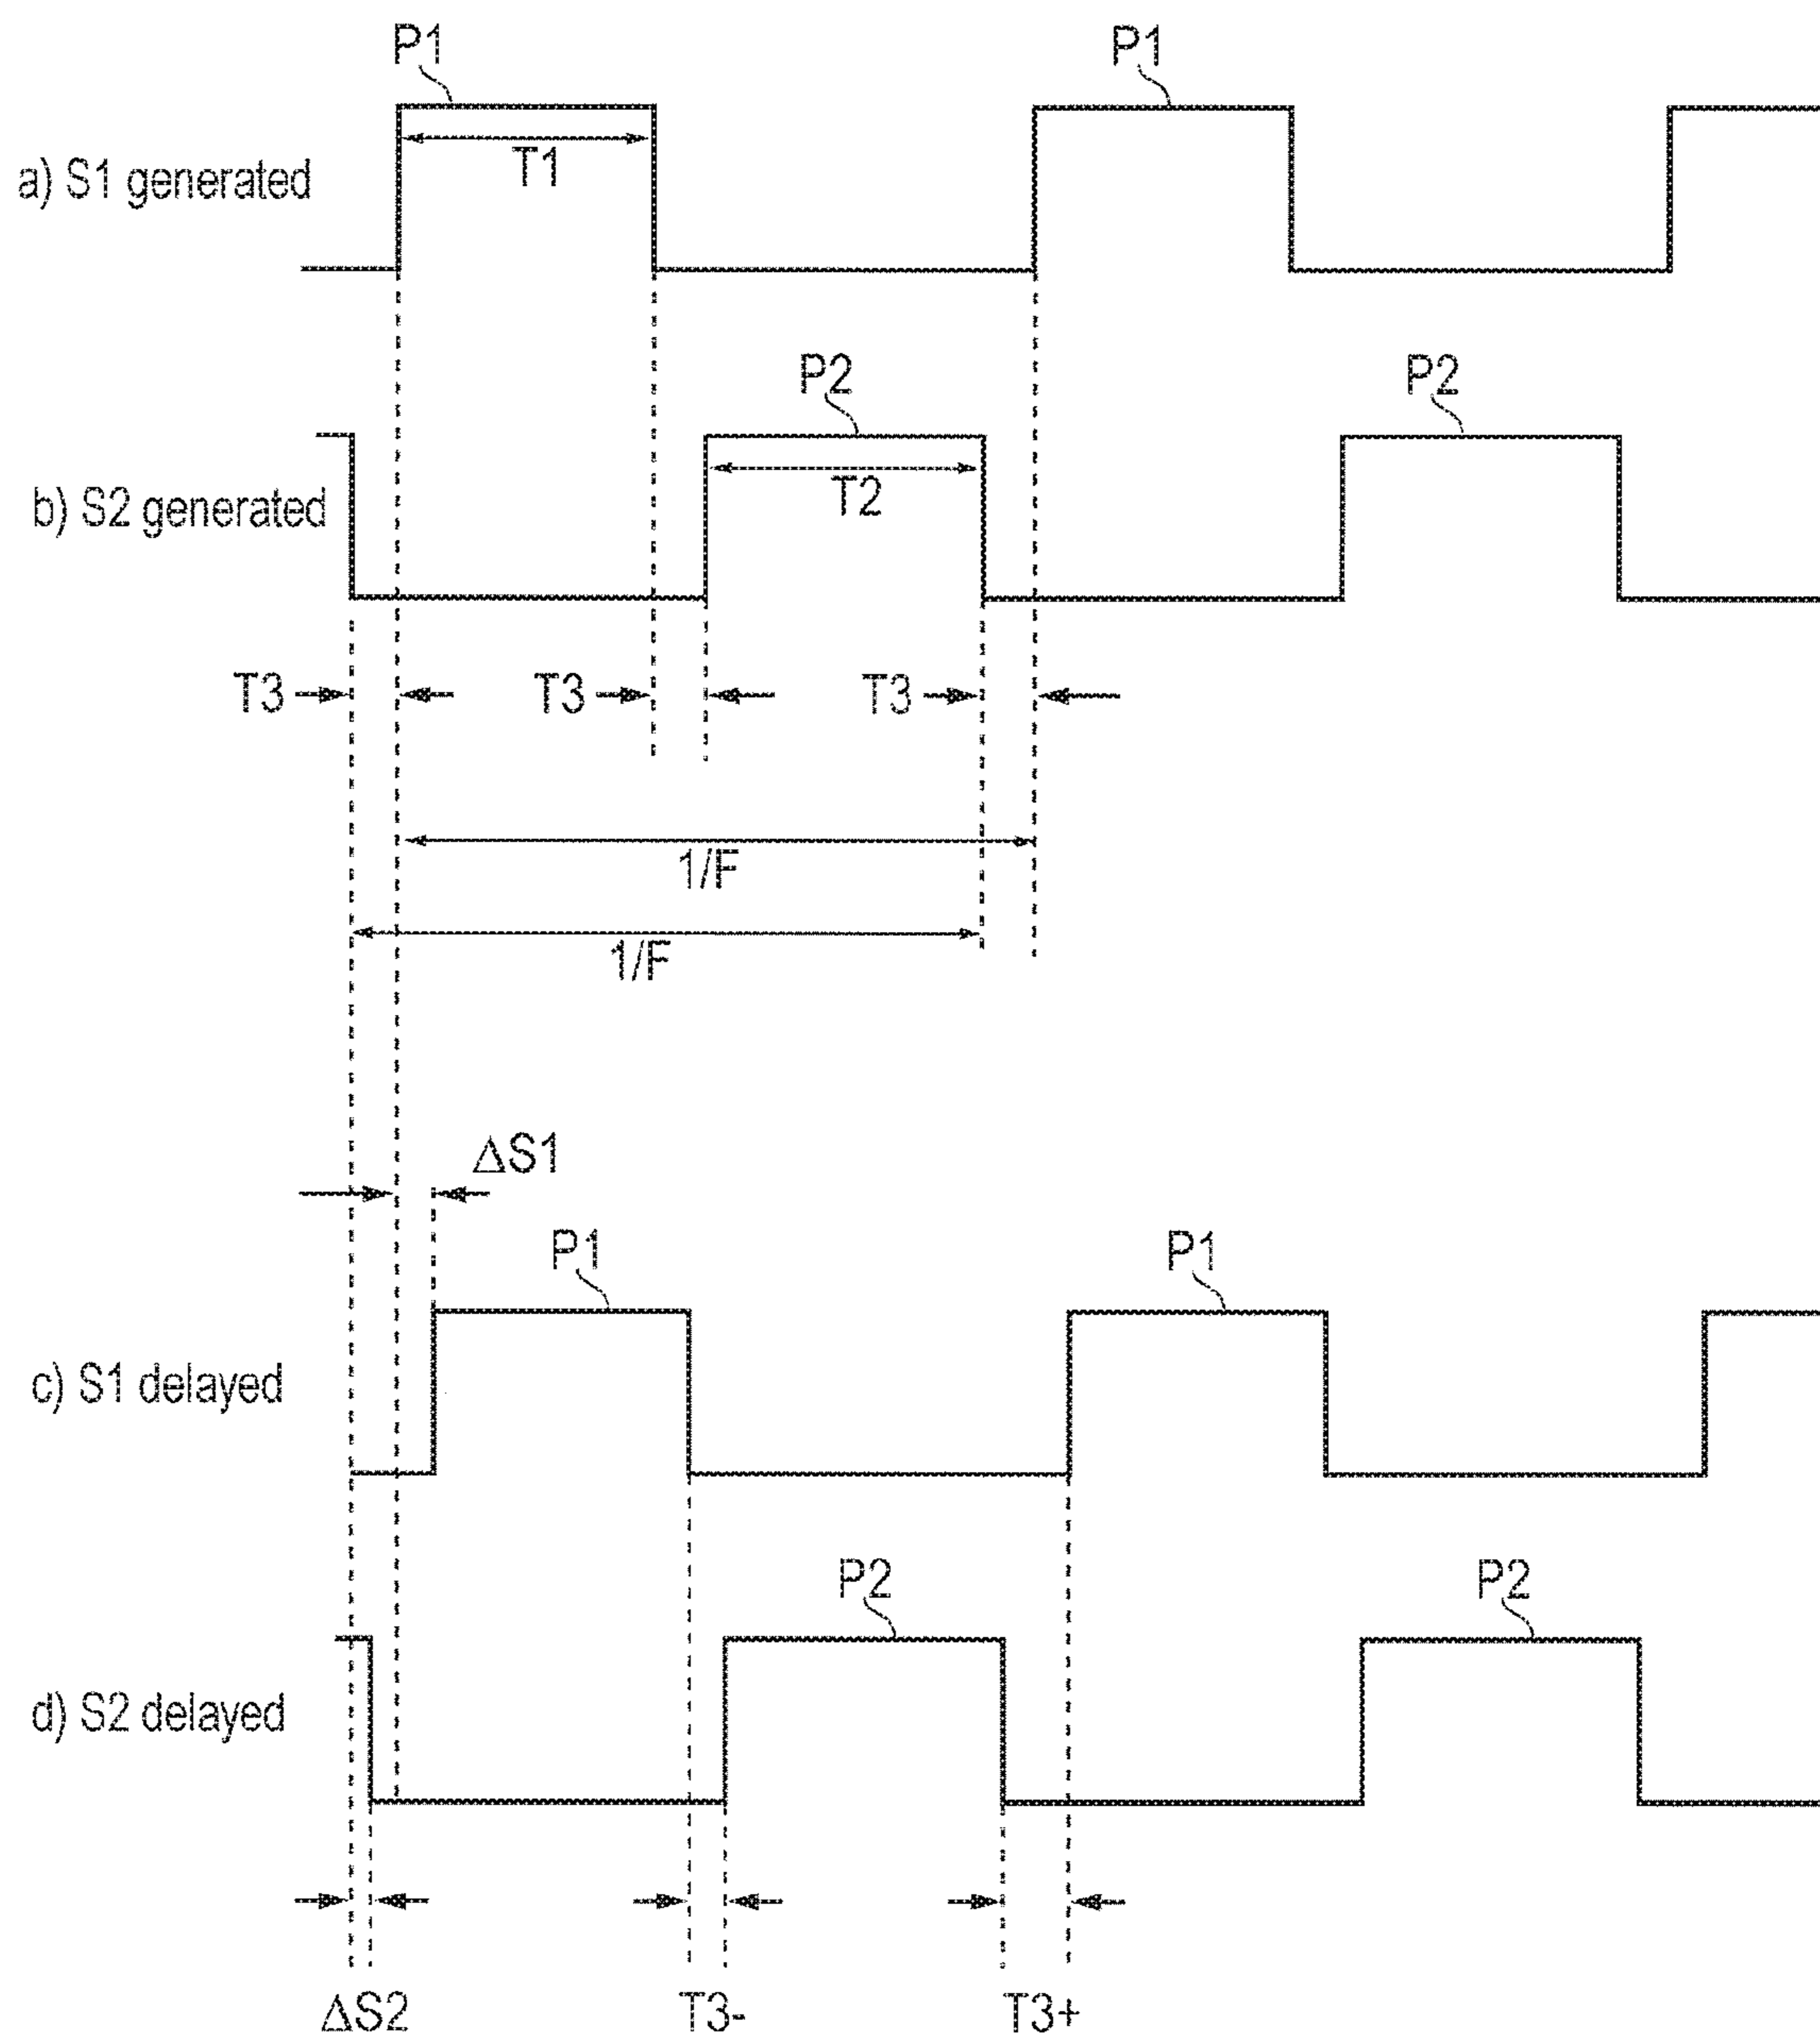 P1 P1
T1
a) S1 generated
P2 P2
T2
b) S2 generated
T3 T3 T3
1/F
1/F
ΔS1
P1 P1
c) S1 delayed
P2 P2
d) S2 delayed
ΔS2 T3- T3+